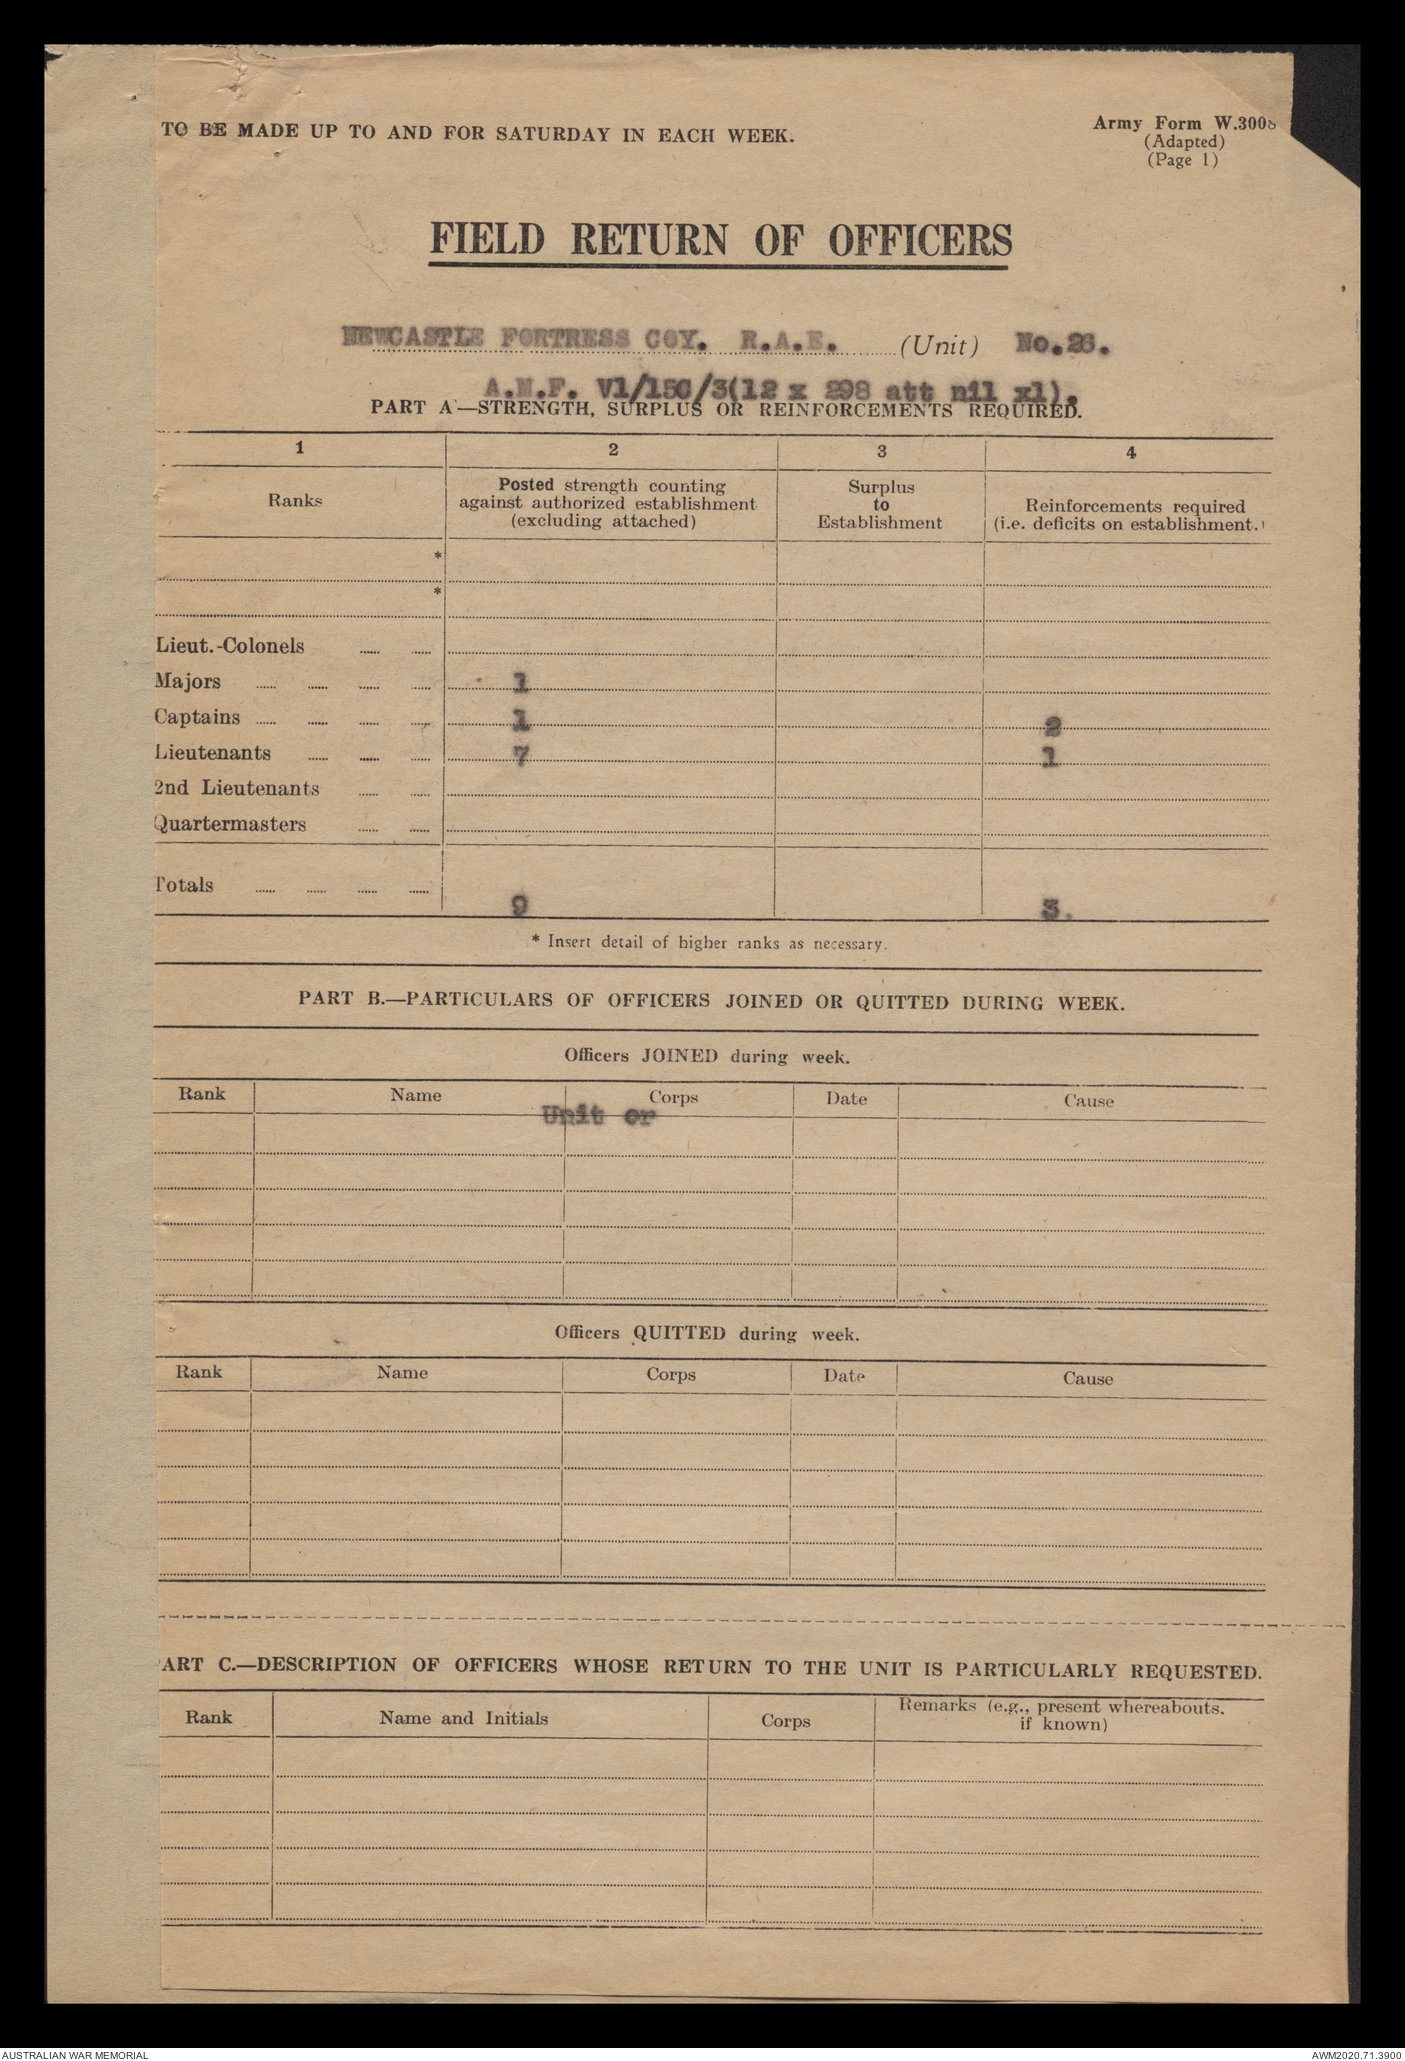 TO BE MADE UP TO AND FOR SATURDAY IN EACH WEEK.
Army Form W.3008
(Adapted)
(Page 1)
FIELD RETURN OF OFFICERS
NEWCASTLE FORTRESS COY. R.A.E. (Unit) No.26.
A.M.F. V1/150/3(12 x 298 att nil x1).
PART A—STRENGTH, SURPLUS OR REINFORCEMENTS REQUIRED.
1 2 3 4
Ranks
Posted strength counting
against authorized establishment
(excluding attached)
Surplus
to
Establishment
Reinforcements required
(i.e. deficits on establishment.)
*
*
Lieut.-Colonels
Majors 1
Captains 1 2
Lieutenants 7 1
2nd Lieutenants
Quartermasters
Totals 9 3.
* Insert detail of higher ranks as necessary.
PART B.—PARTICULARS OF OFFICERS JOINED OR QUITTED DURING WEEK.
Officers JOINED during week.
Rank Name Corps Date Cause
Unit or
Officers QUITTED during week.
Rank Name Corps Date Cause
PART C.—DESCRIPTION OF OFFICERS WHOSE RETURN TO THE UNIT IS PARTICULARLY REQUESTED.
Rank Name and Initials Corps Remarks (e.g., present whereabouts,
if known)
AUSTRALIAN WAR MEMORIAL AWM2020.71.3900